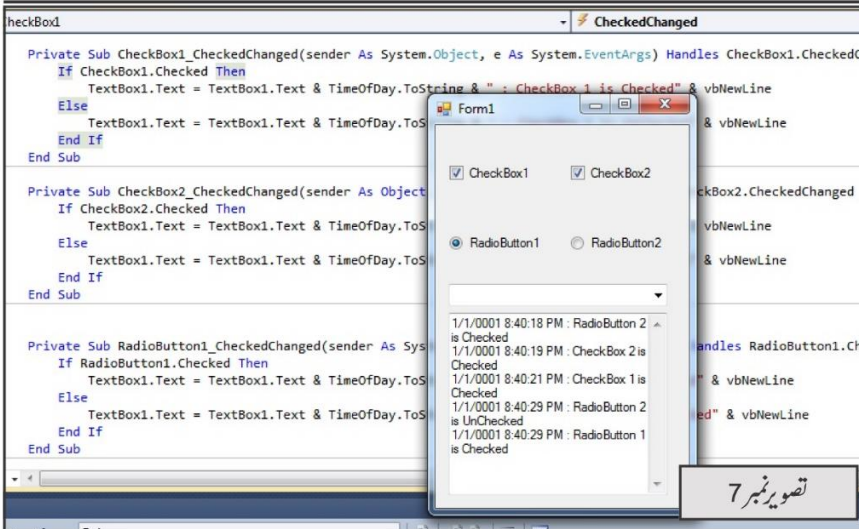 heckBox1
CheckedChanged
Private Sub CheckBox1_CheckedChanged(sender As System.Object, e As System.EventArgs) Handles CheckBox1.CheckedC
If CheckBox1.Checked Then
TextBox1.Text = TextBox1.Text & TimeOfDay.ToString & " : CheckBox 1 is Checked" & vbNewLine
Else
TextBox1.Text = TextBox1.Text & TimeOfDay.ToS & vbNewLine
End If
End Sub
Private Sub CheckBox2_CheckedChanged(sender As Object ckBox2.CheckedChanged
If CheckBox2.Checked Then
TextBox1.Text = TextBox1.Text & TimeOfDay.ToS vbNewLine
Else
TextBox1.Text = TextBox1.Text & TimeOfDay.ToS & vbNewLine
End If
End Sub
Private Sub RadioButton1_CheckedChanged(sender As Sys andles RadioButton1.Ch
If RadioButton1.Checked Then
TextBox1.Text = TextBox1.Text & TimeOfDay.ToS " & vbNewLine
Else
TextBox1.Text = TextBox1.Text & TimeOfDay.ToS ed" & vbNewLine
End If
End Sub
Form1
CheckBox1
CheckBox2
RadioButton1
RadioButton2
1/1/0001 8:40:18 PM : RadioButton 2
is Checked
1/1/0001 8:40:19 PM : CheckBox 2 is
Checked
1/1/0001 8:40:21 PM : CheckBox 1 is
Checked
1/1/0001 8:40:29 PM : RadioButton 2
is UnChecked
1/1/0001 8:40:29 PM : RadioButton 1
is Checked
تصویر نمبر 7